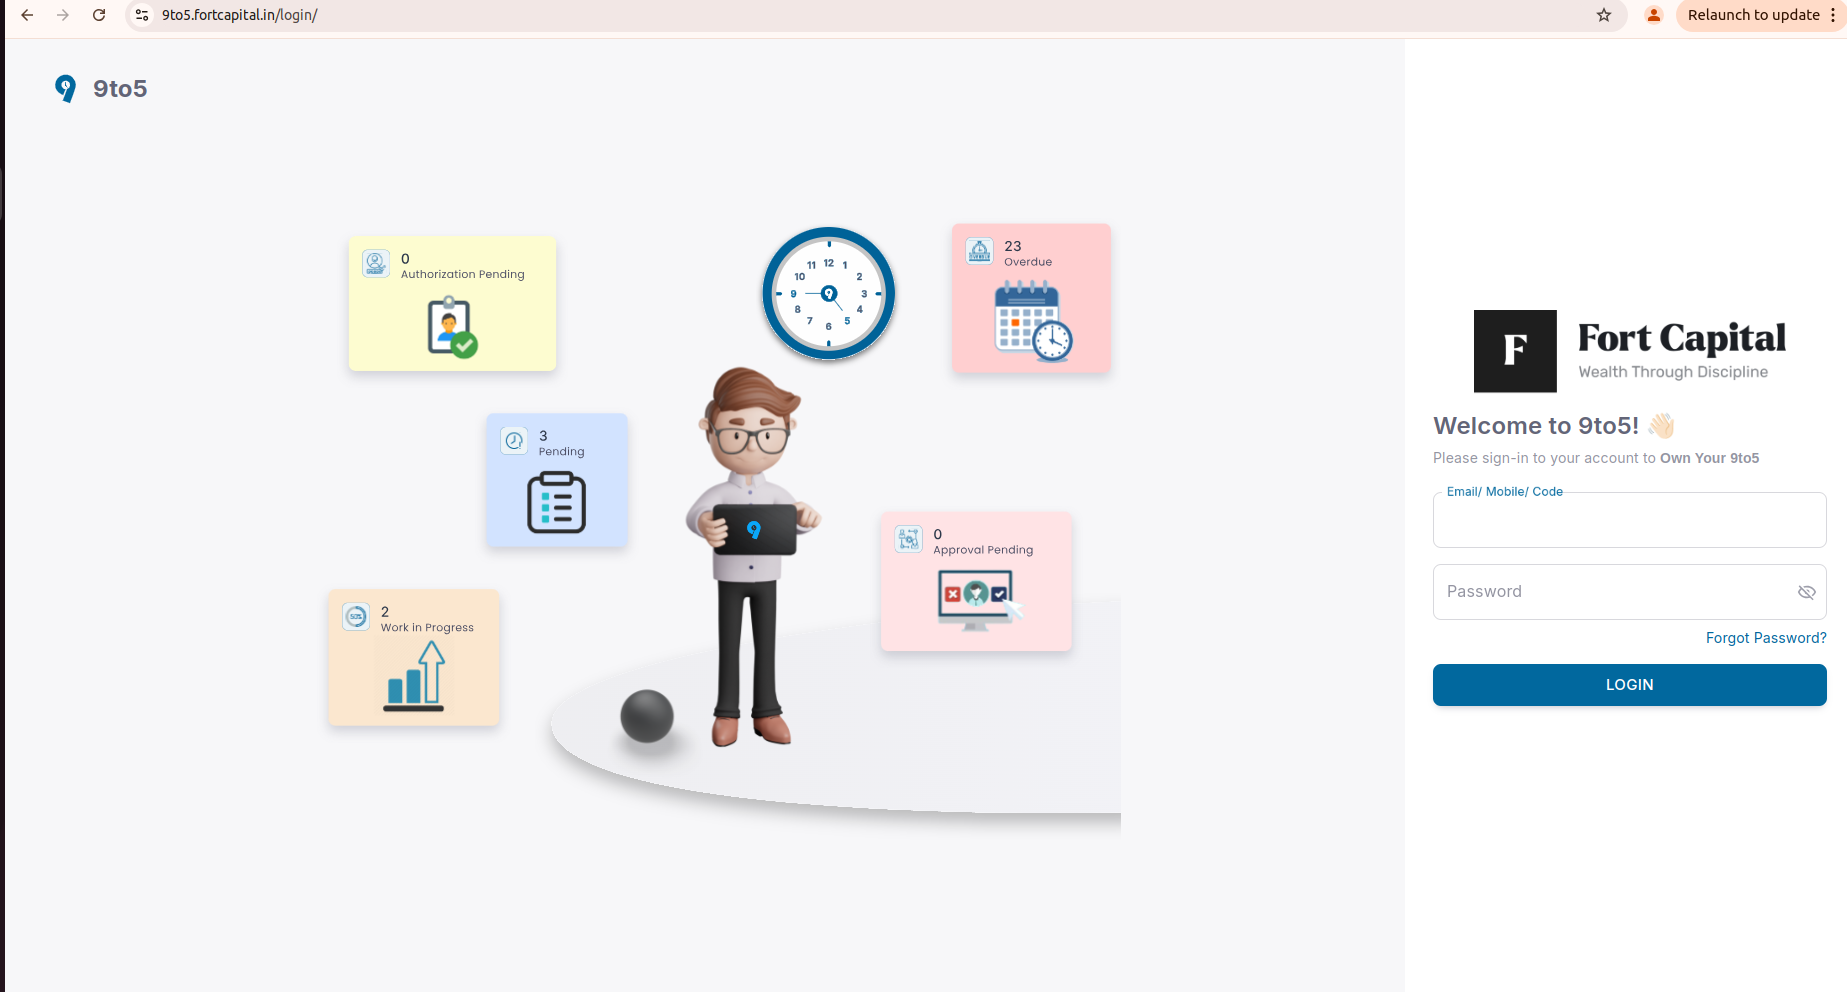 9to5.fortcapital.in/login/
Relaunch to update
9to5
0
Authorization Pending
12
11 1
10 2
9 3
8 4
7 5
6
23
Overdue
3
Pending
0
Approval Pending
2
50%
Work in Progress
F
Fort Capital
Wealth Through Discipline
Welcome to 9to5! 👋🏻
Please sign-in to your account to Own Your 9to5
Email/ Mobile/ Code
Password
Forgot Password?
LOGIN